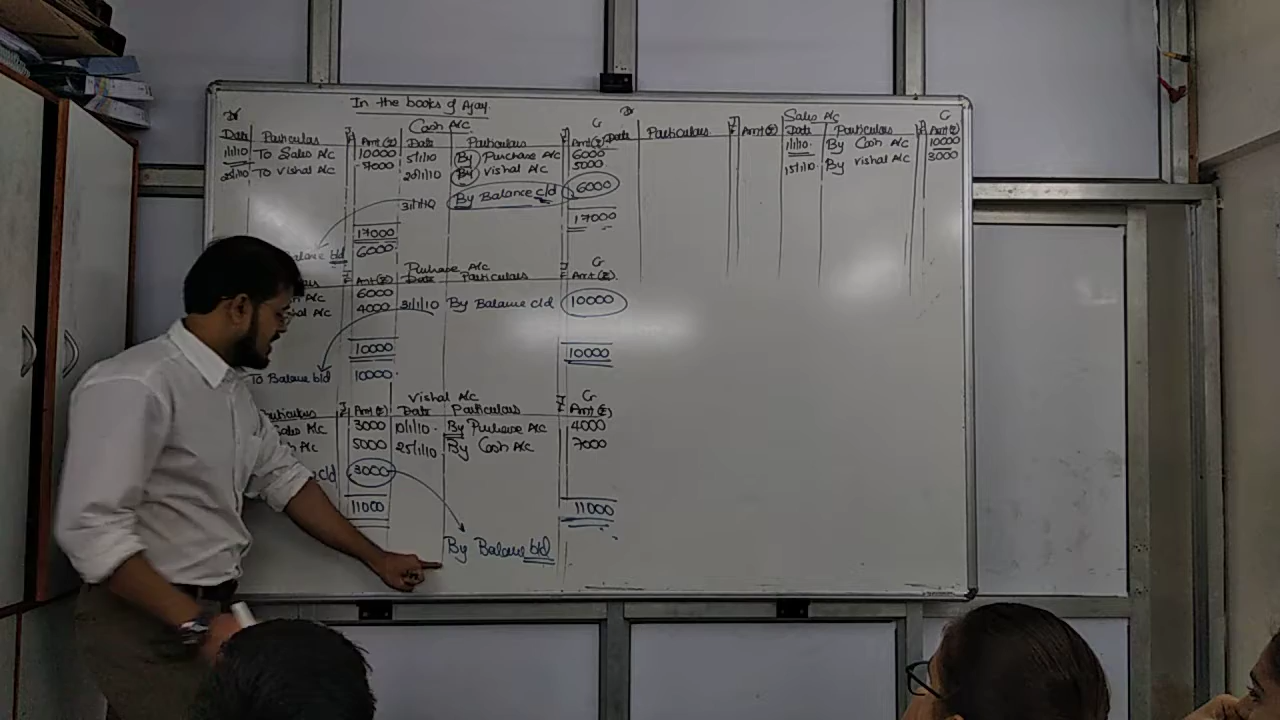 In the books of Ajay.
Dr Cash A/c Cr
Date Particulars J Amt(₹) Date Particulars J Amt(₹)
1/1/10 To Sales A/c 10000 5/1/10 By Purchase A/c 6000
25/1/10 To Vishal A/c 7000 20/1/10 By Vishal A/c 5000
31/1/10 By Balance c/d 6000
17000 17000
b/d 6000
Purchase A/c Cr
J Amt(₹) Date Particulars J Amt(₹)
A/c 6000 31/1/10 By Balance c/d 10000
A/c 4000
10000 10000
To Balance b/d 10000
Vishal A/c Cr
Particulars J Amt(₹) Date Particulars J Amt(₹)
Sales A/c 3000 10/1/10 By Purchase A/c 4000
A/c 5000 25/1/10 By Cash A/c 7000
c/d 3000
11000 11000
By Balance b/d
Dr Sales A/c C
Date Particulars J Amt(₹) Date Particulars J Amt(₹)
1/1/10 By Cash A/c 10000
15/1/10 By vishal A/c 3000